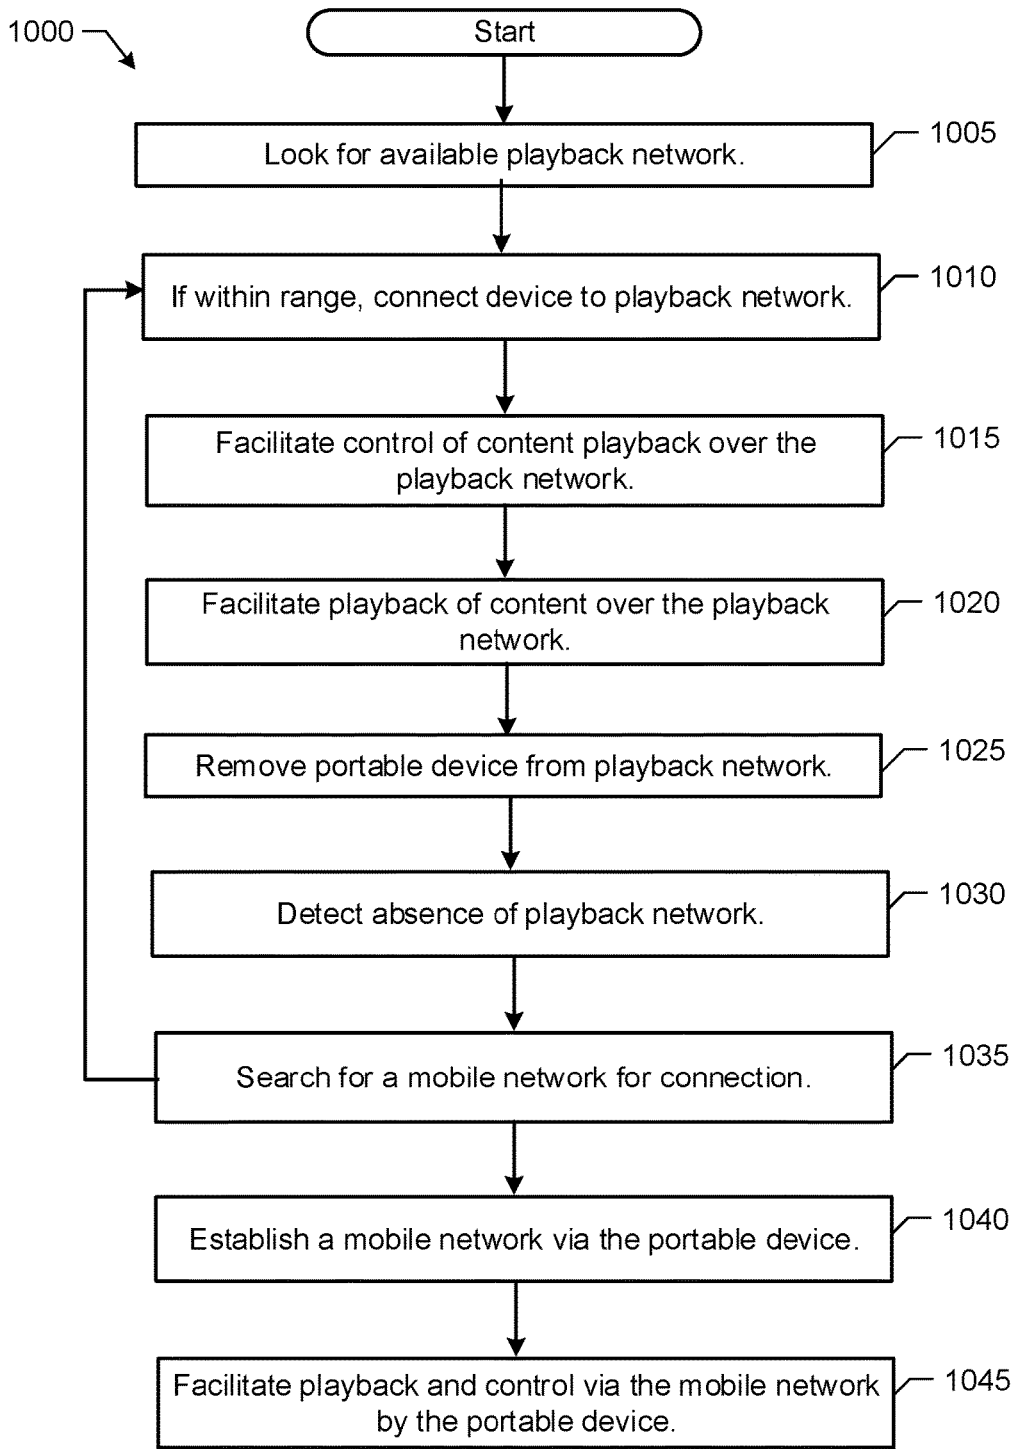 1000
Start
1005
Look for available playback network.
1010
If within range, connect device to playback network.
1015
Facilitate control of content playback over the
playback network.
1020
Facilitate playback of content over the playback
network.
1025
Remove portable device from playback network.
1030
Detect absence of playback network.
1035
Search for a mobile network for connection.
1040
Establish a mobile network via the portable device.
1045
Facilitate playback and control via the mobile network
by the portable device.